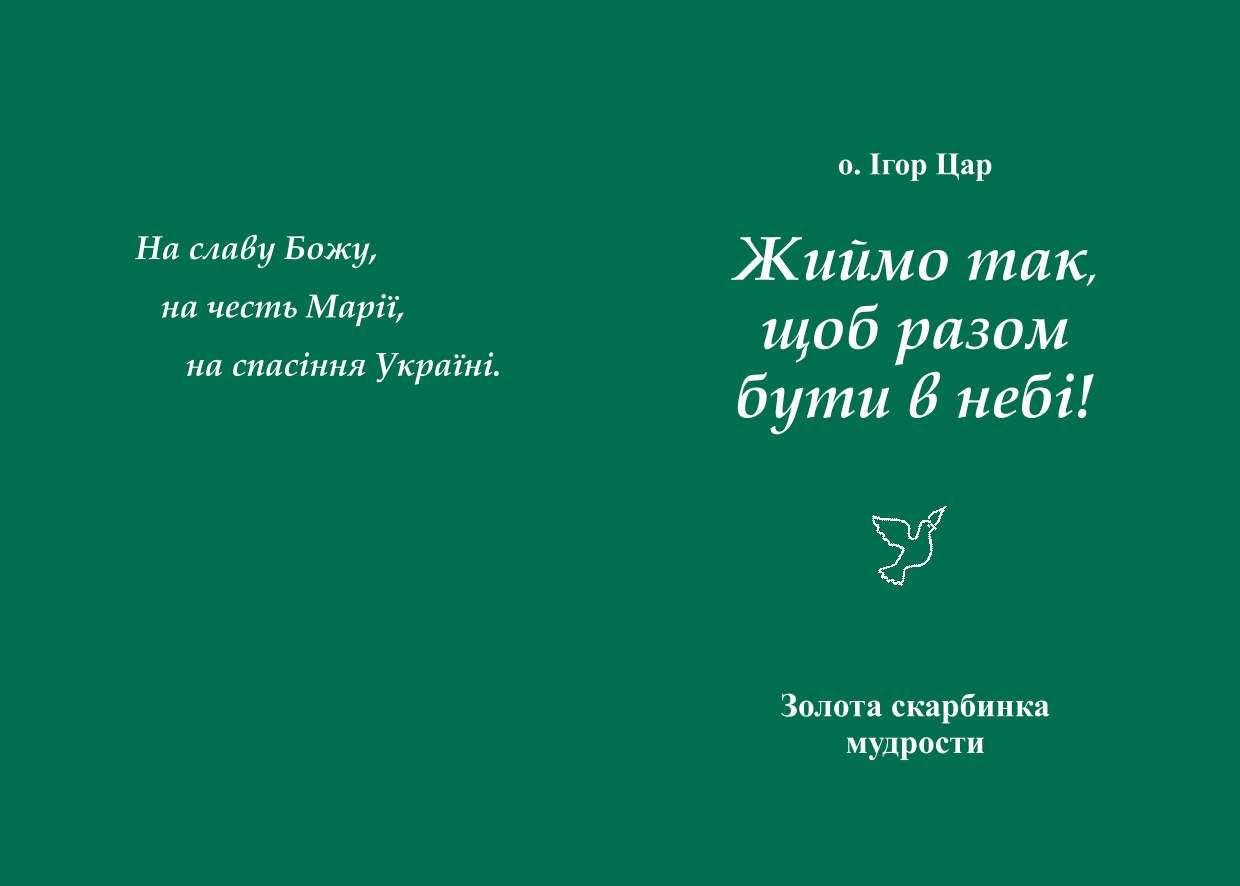 На славу Божу,
на честь Марії,
на спасіння Україні.
о. Ігор Цар
Жиймо так,
щоб разом
бути в небі!
Золота скарбинка
мудрости